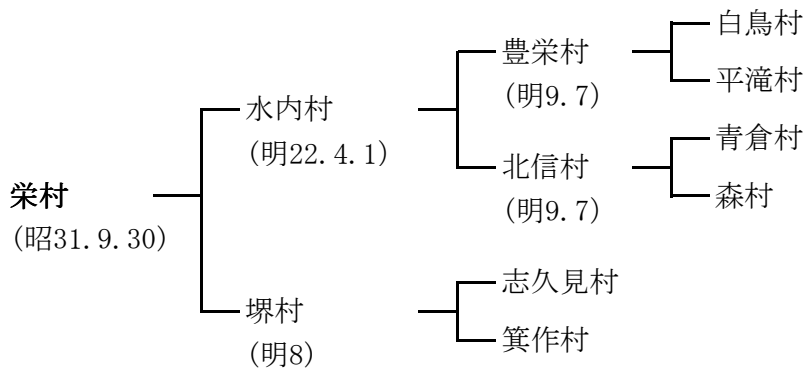 白鳥村
豊栄村
平滝村
(明9.7)
水内村
(明22.4.1)
青倉村
北信村
森村
(明9.7)
栄村
(昭31.9.30)
志久見村
堺村
箕作村
(明8)